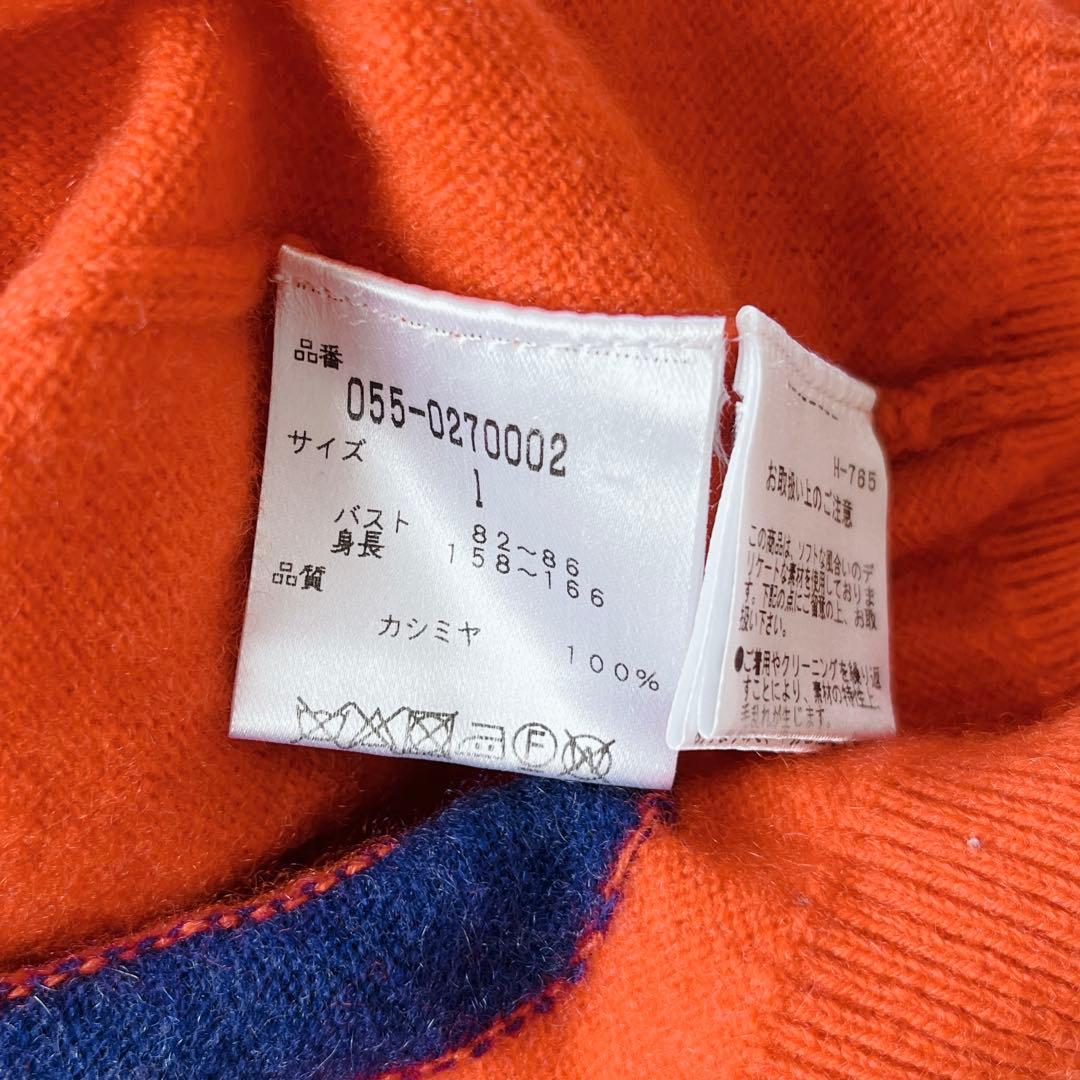 品番
055-0270002
サイズ
1
バスト 82~86
身長 158~166
品質
カシミヤ 100%
F
W
H-765
お取扱い上のご注意
この商品は、ソフトな風合いのデ
リケートな素材を使用しておりま
す。下記の点にご留意の上、お取
扱い下さい。
●ご着用やクリーニングを繰り返
すことにより、素材の特性上、
毛乱れが生じます。